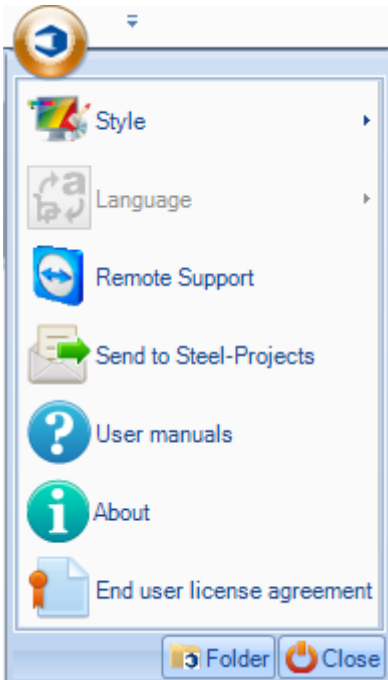 Style
Language
Remote Support
Send to Steel-Projects
User manuals
About
End user license agreement
Folder Close